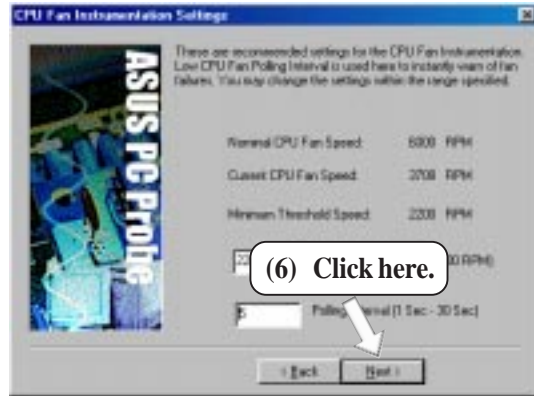 CPU Fan Instrumentation Settings
ASUS PC Probe
These are recommended settings for the CPU Fan Instrumentation.
Low CPU Fan Polling Interval is used here to instantly warn of fan
failures. You may change the settings within the range specified.
Nominal CPU Fan Speed: 6000 RPM
Current CPU Fan Speed: RPM
Minimum Threshold Speed: 2200 RPM
22 RPM)
(6) Click here.
5 Polling (1 Sec - 30 Sec)
< Back Next >